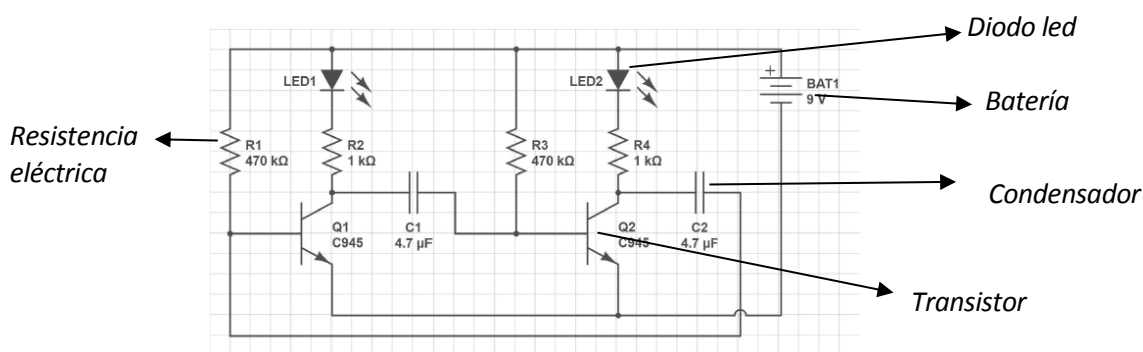 Diodo led
LED1
LED2
+
BAT1
9 V
Batería
Resistencia
eléctrica
R1
470 kΩ
R2
1 kΩ
R3
470 kΩ
R4
1 kΩ
Condensador
Q1
C945
C1
4.7 µF
Q2
C945
C2
4.7 µF
Transistor